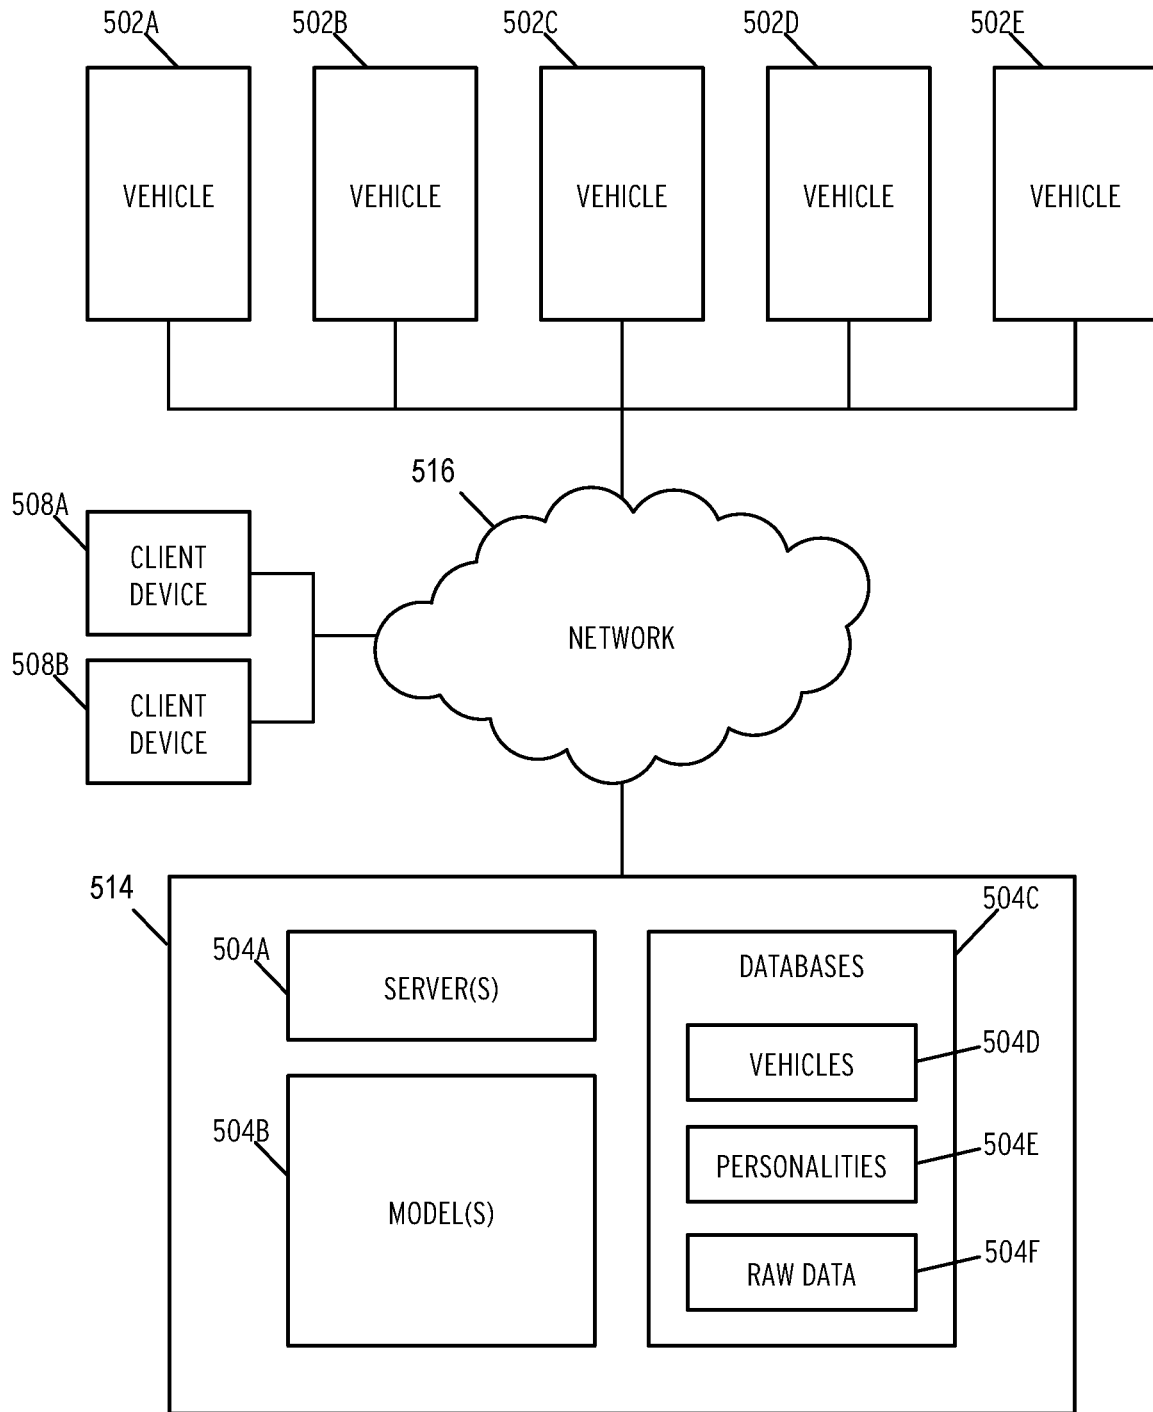 502A
502B
502C
502D
502E
VEHICLE
VEHICLE
VEHICLE
VEHICLE
VEHICLE
516
508A
CLIENT
DEVICE
508B
CLIENT
DEVICE
NETWORK
514
504A
SERVER(S)
504B
MODEL(S)
504C
DATABASES
VEHICLES
504D
PERSONALITIES
504E
RAW DATA
504F